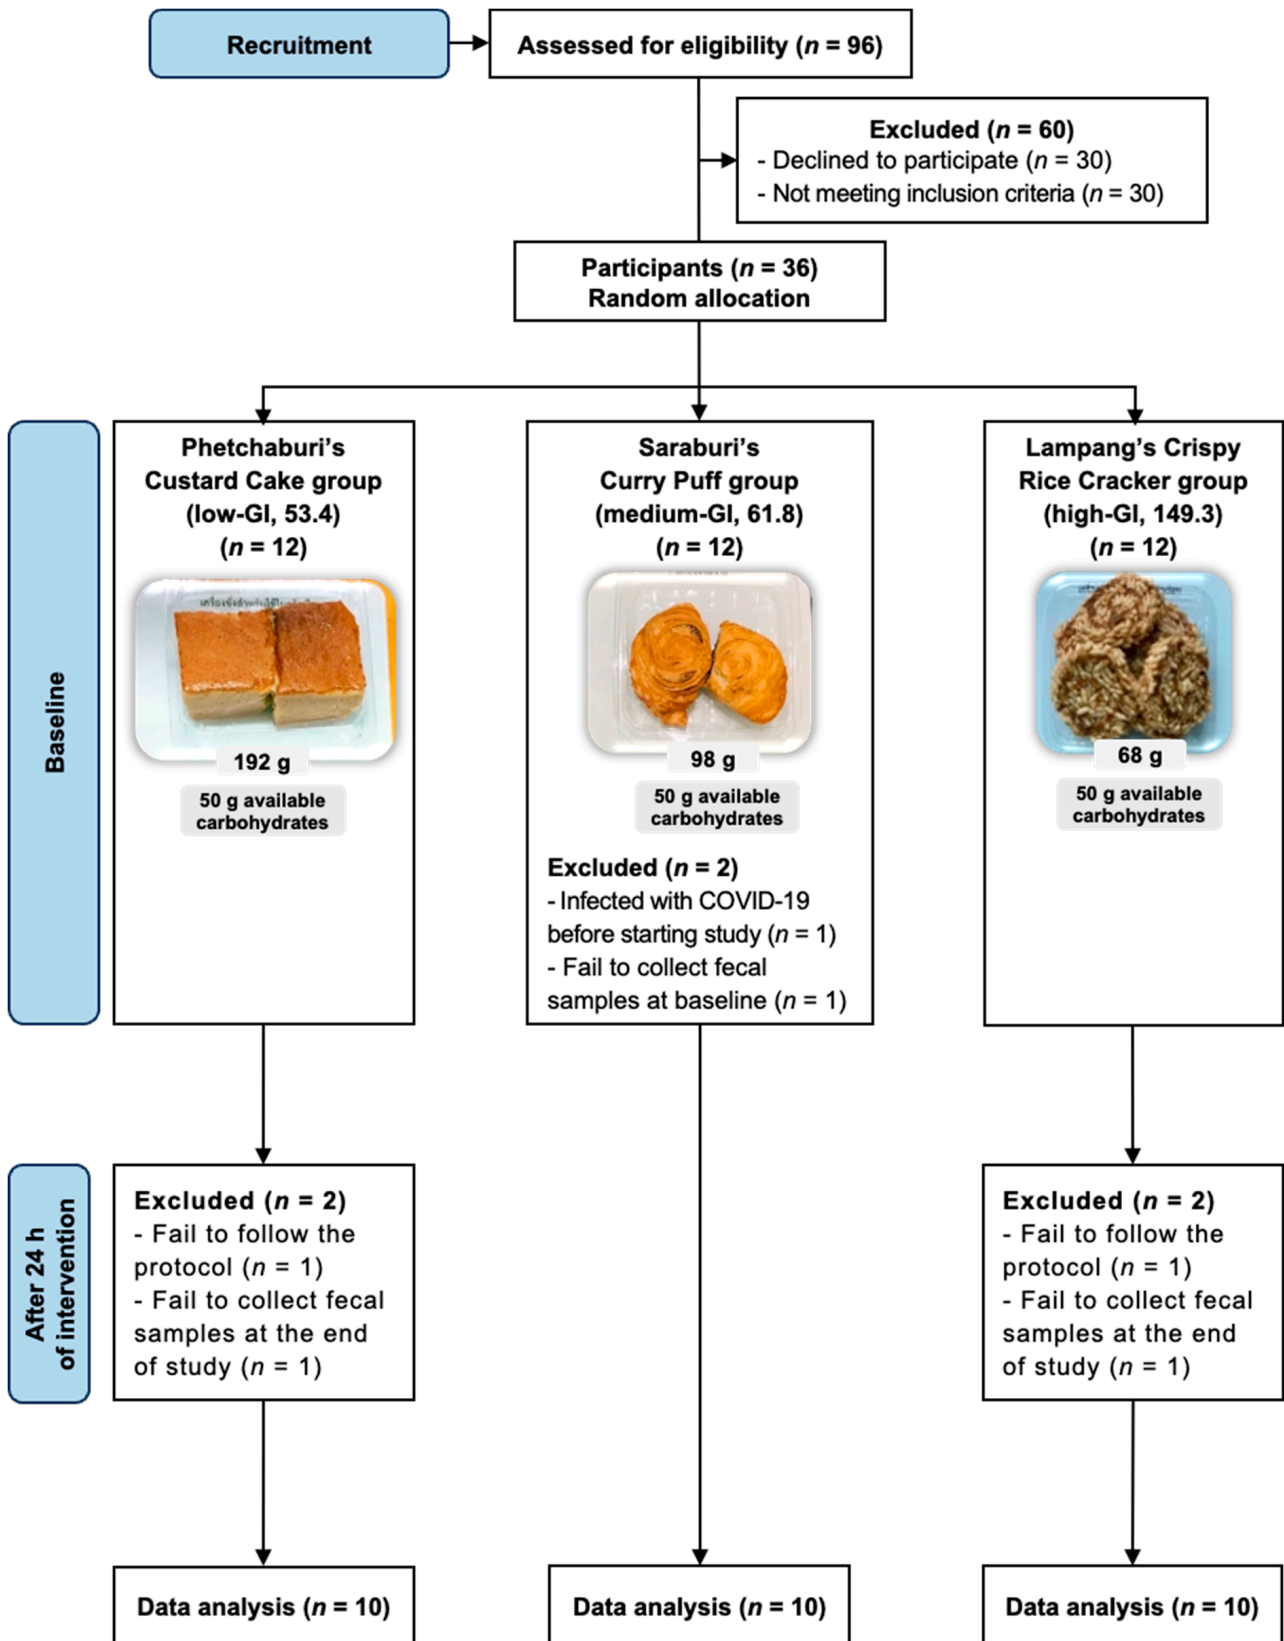 Recruitment
Assessed for eligibility (n = 96)
Excluded (n = 60)
- Declined to participate (n = 30)
- Not meeting inclusion criteria (n = 30)
Participants (n = 36)
Random allocation
Baseline
Phetchaburi’s
Custard Cake group
(low-GI, 53.4)
(n = 12)
192 g
50 g available
carbohydrates
Saraburi’s
Curry Puff group
(medium-GI, 61.8)
(n = 12)
98 g
50 g available
carbohydrates
Excluded (n = 2)
- Infected with COVID-19
before starting study (n = 1)
- Fail to collect fecal
samples at baseline (n = 1)
Lampang’s Crispy
Rice Cracker group
(high-GI, 149.3)
(n = 12)
68 g
50 g available
carbohydrates
After 24 h
of intervention
Excluded (n = 2)
- Fail to follow the
protocol (n = 1)
- Fail to collect fecal
samples at the end
of study (n = 1)
Excluded (n = 2)
- Fail to follow the
protocol (n = 1)
- Fail to collect fecal
samples at the end
of study (n = 1)
Data analysis (n = 10)
Data analysis (n = 10)
Data analysis (n = 10)